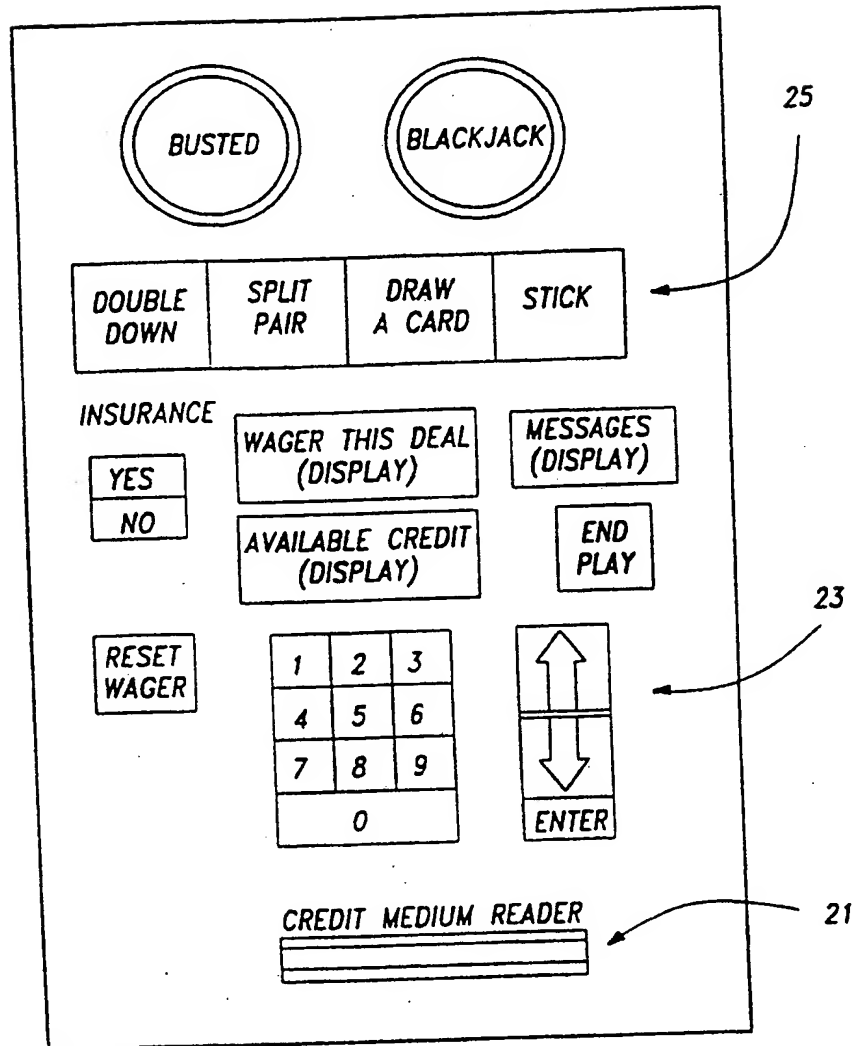 BUSTED
BLACKJACK
25
DOUBLE
DOWN
SPLIT
PAIR
DRAW
A CARD
STICK
INSURANCE
YES
NO
WAGER THIS DEAL
(DISPLAY)
MESSAGES
(DISPLAY)
AVAILABLE CREDIT
(DISPLAY)
END
PLAY
23
RESET
WAGER
1 2 3
4 5 6
7 8 9
0
ENTER
CREDIT MEDIUM READER
21